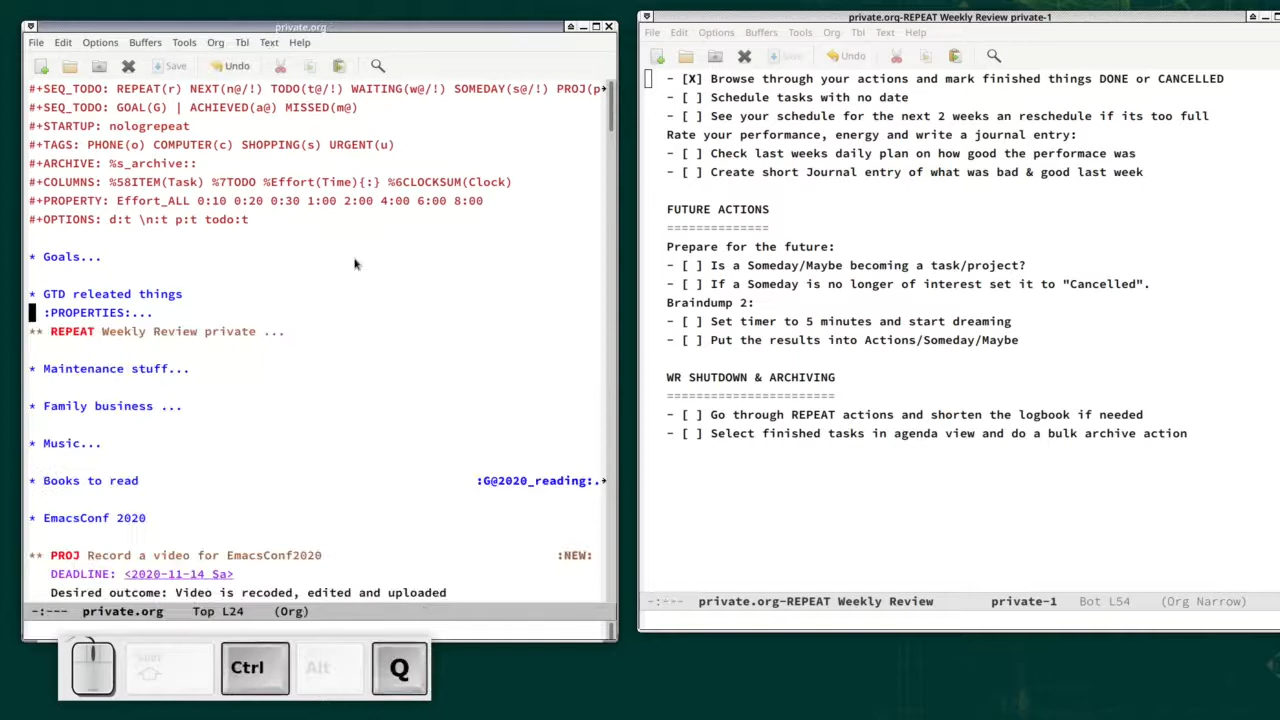 private.org
File Edit Options Buffers Tools Org Tbl Text Help
Save Undo
#+SEQ_TODO: REPEAT(r) NEXT(n@/!) TODO(t@/!) WAITING(w@/!) SOMEDAY(s@/!) PROJ(p
#+SEQ_TODO: GOAL(G) | ACHIEVED(a@) MISSED(m@)
#+STARTUP: nologrepeat
#+TAGS: PHONE(o) COMPUTER(c) SHOPPING(s) URGENT(u)
#+ARCHIVE: %s_archive::
#+COLUMNS: %58ITEM(Task) %7TODO %Effort(Time){:} %6CLOCKSUM(Clock)
#+PROPERTY: Effort_ALL 0:10 0:20 0:30 1:00 2:00 4:00 6:00 8:00
#+OPTIONS: d:t \n:t p:t todo:t
* Goals...
* GTD releated things
:PROPERTIES:...
** REPEAT Weekly Review private ...
* Maintenance stuff...
* Family business ...
* Music...
* Books to read :G@2020_reading:.
* EmacsConf 2020
** PROJ Record a video for EmacsConf2020 :NEW:
DEADLINE: <2020-11-14 Sa>
Desired outcome: Video is recoded, edited and uploaded
-:--- private.org Top L24 (Org)
Ctrl Alt Q
private.org-REPEAT Weekly Review private-1
File Edit Options Buffers Tools Org Tbl Text Help
Save Undo
- [X] Browse through your actions and mark finished things DONE or CANCELLED
- [ ] Schedule tasks with no date
- [ ] See your schedule for the next 2 weeks an reschedule if its too full
Rate your performance, energy and write a journal entry:
- [ ] Check last weeks daily plan on how good the performace was
- [ ] Create short Journal entry of what was bad & good last week
FUTURE ACTIONS
==============
Prepare for the future:
- [ ] Is a Someday/Maybe becoming a task/project?
- [ ] If a Someday is no longer of interest set it to "Cancelled".
Braindump 2:
- [ ] Set timer to 5 minutes and start dreaming
- [ ] Put the results into Actions/Someday/Maybe
WR SHUTDOWN & ARCHIVING
=======================
- [ ] Go through REPEAT actions and shorten the logbook if needed
- [ ] Select finished tasks in agenda view and do a bulk archive action
-:--- private.org-REPEAT Weekly Review private-1 Bot L54 (Org Narrow)